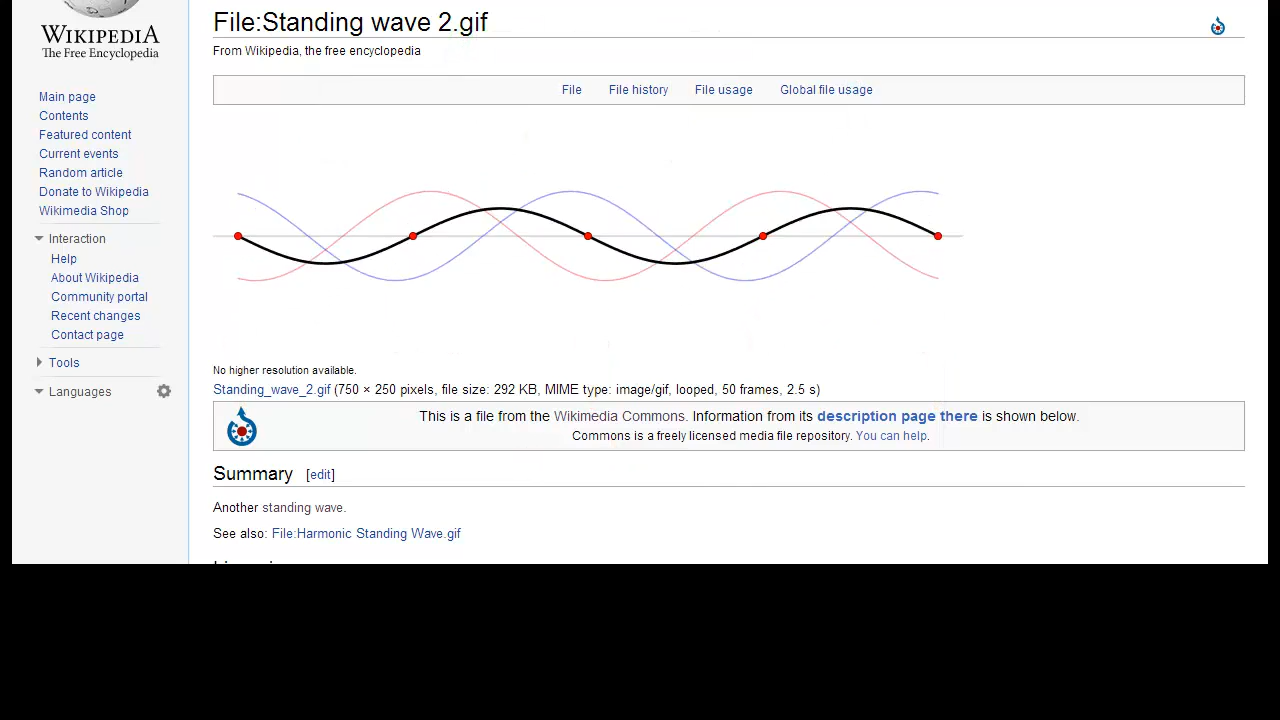 WIKIPEDIA
The Free Encyclopedia
Main page
Contents
Featured content
Current events
Random article
Donate to Wikipedia
Wikimedia Shop
Interaction
Help
About Wikipedia
Community portal
Recent changes
Contact page
Tools
Languages
File:Standing wave 2.gif
From Wikipedia, the free encyclopedia
File File history File usage Global file usage
No higher resolution available.
Standing_wave_2.gif (750 × 250 pixels, file size: 292 KB, MIME type: image/gif, looped, 50 frames, 2.5 s)
This is a file from the Wikimedia Commons. Information from its description page there is shown below.
Commons is a freely licensed media file repository. You can help.
Summary [edit]
Another standing wave.
See also: File:Harmonic Standing Wave.gif